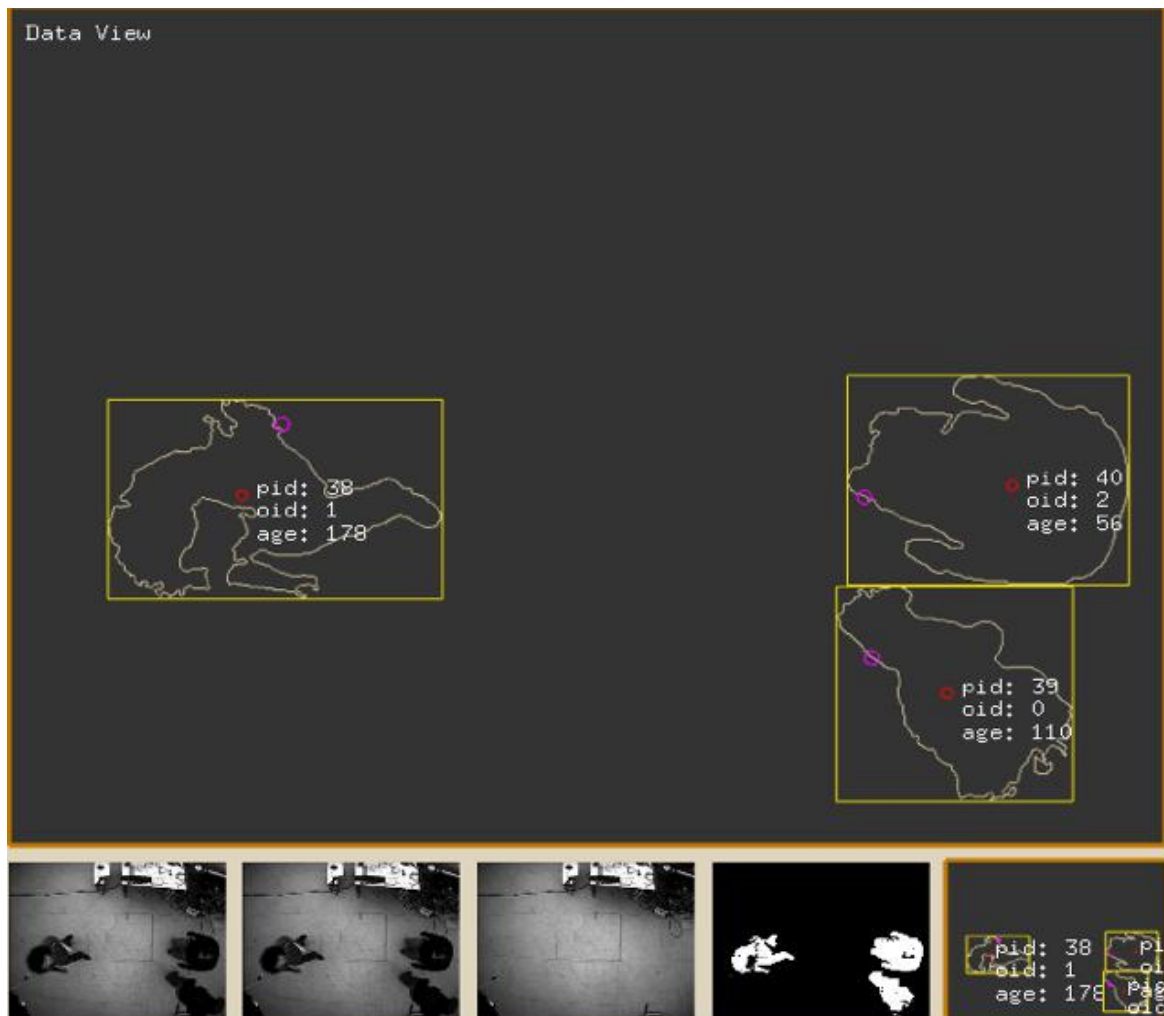 Data View
pid: 38
oid: 1
age: 178
pid: 40
oid: 2
age: 56
pid: 39
oid: 0
age: 110
pid: 38
oid: 1
age: 178